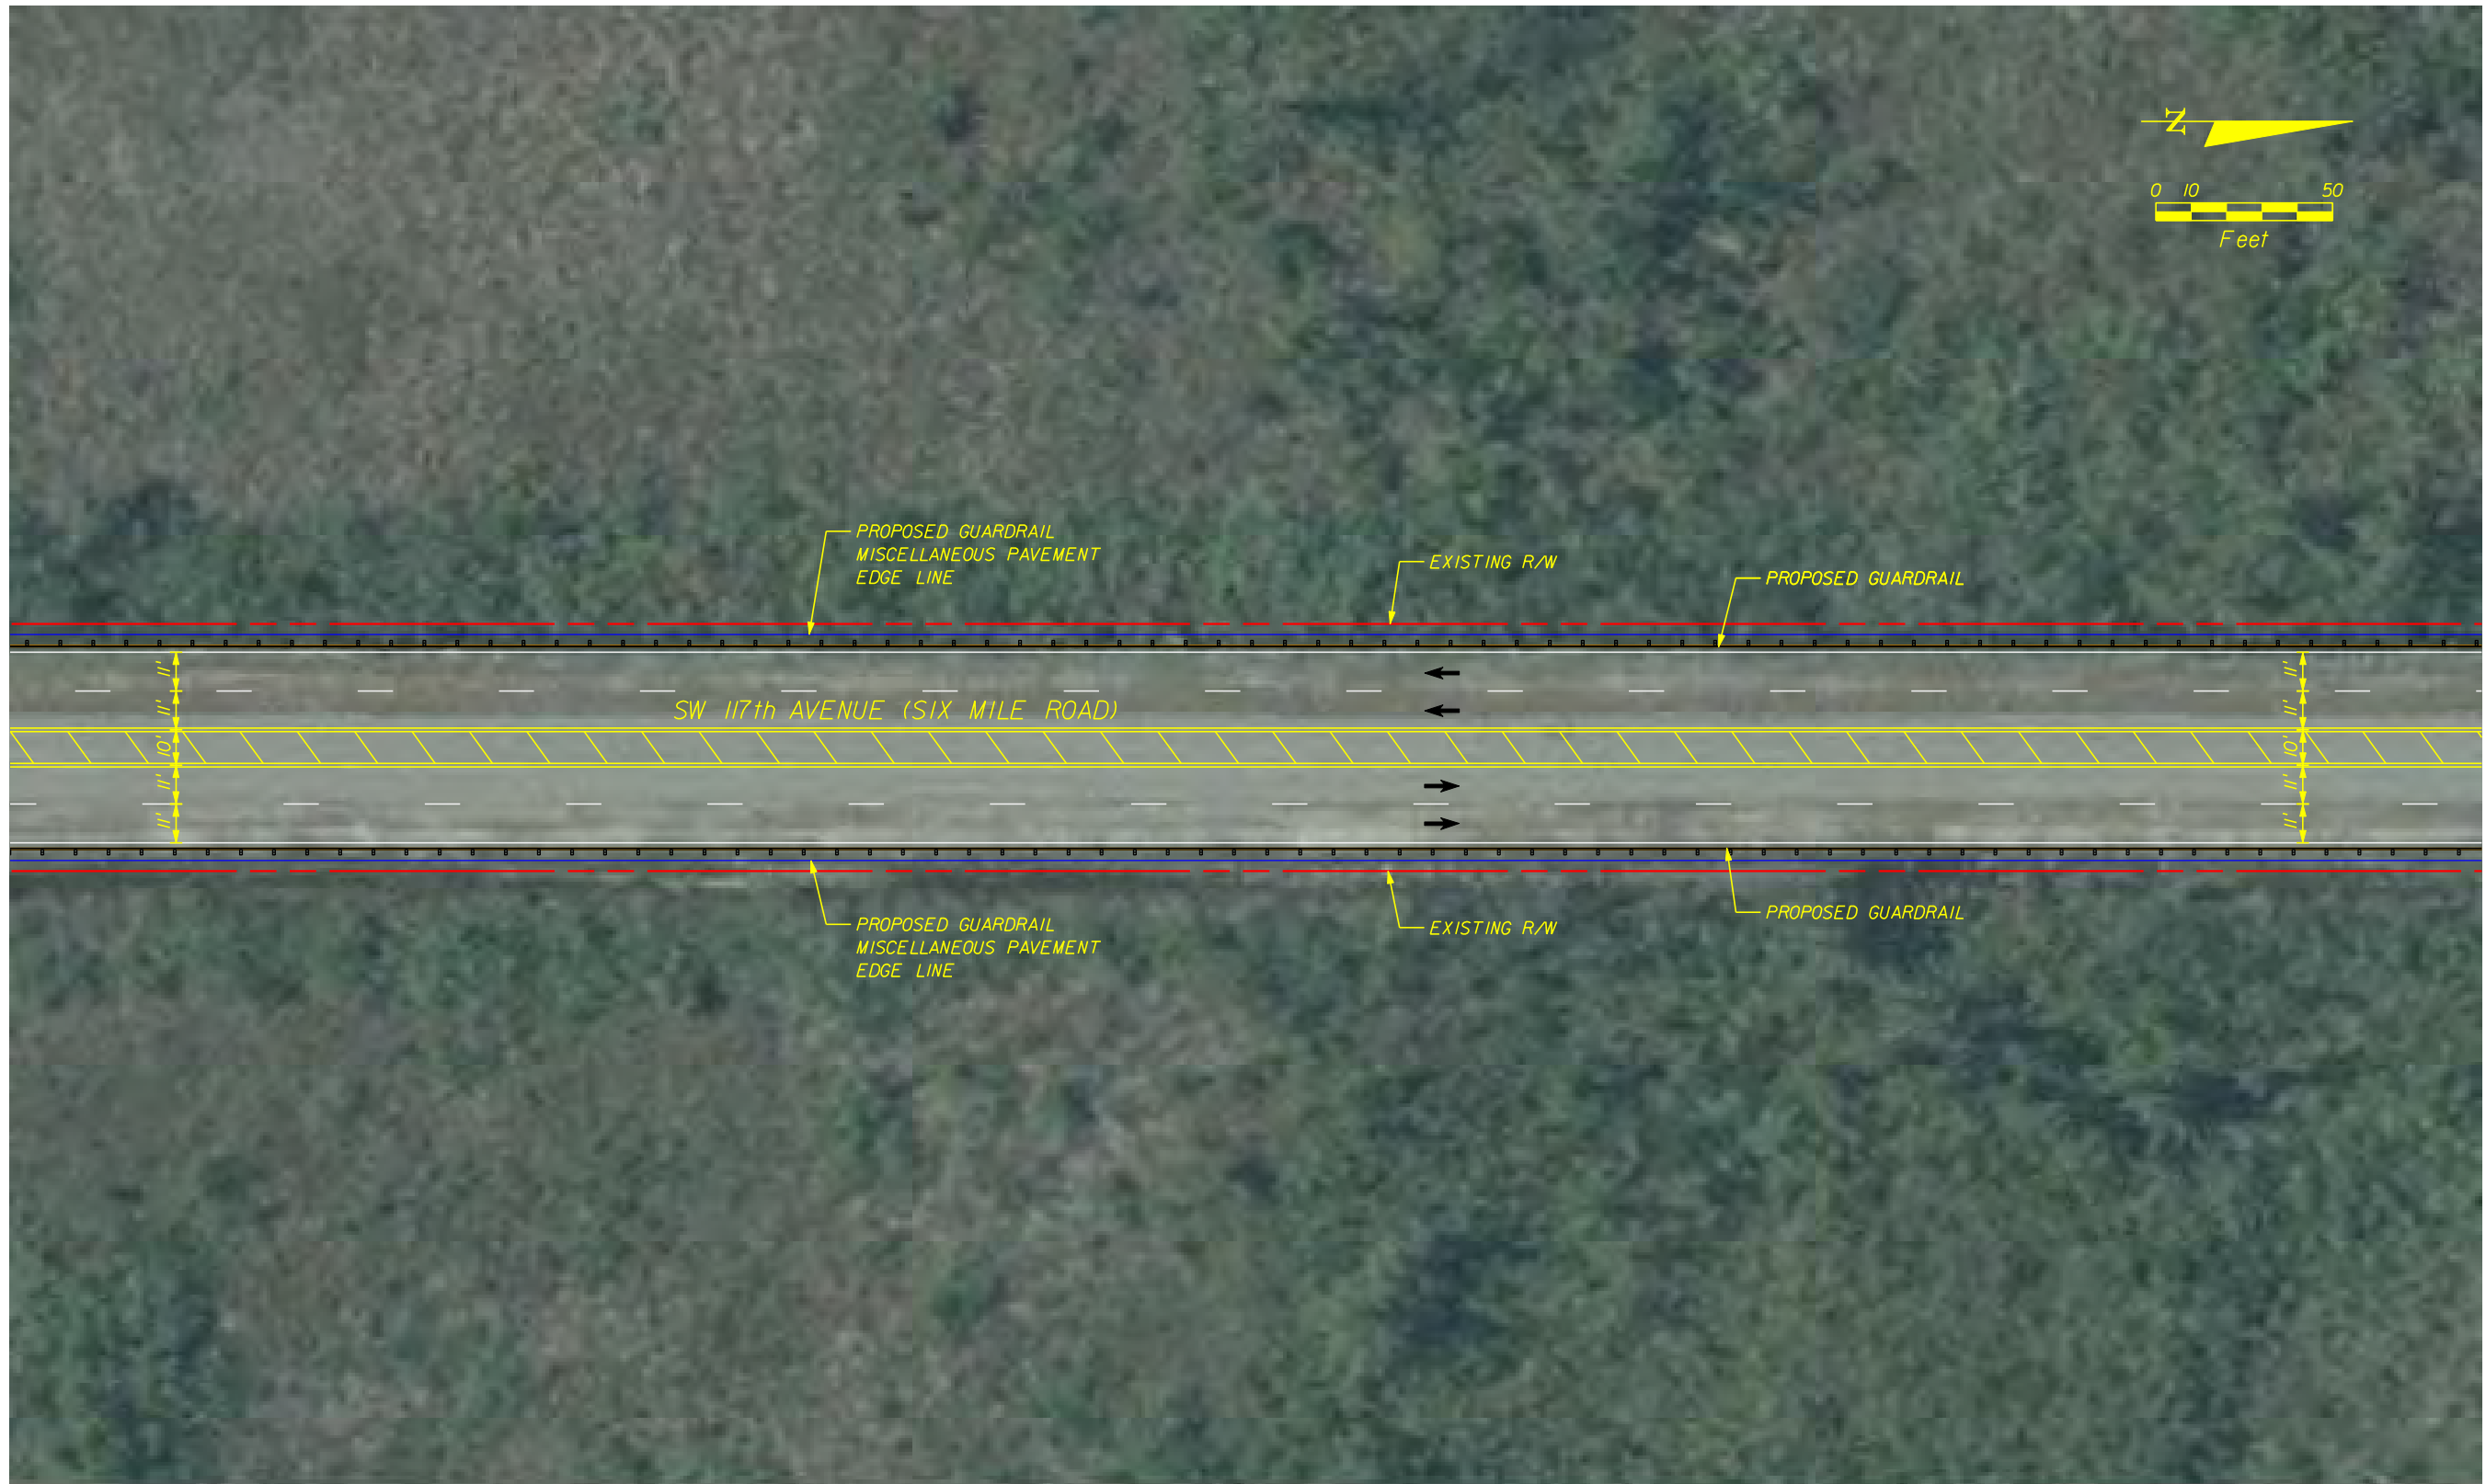 N
0 10 50
Feet
PROPOSED GUARDRAIL
MISCELLANEOUS PAVEMENT
EDGE LINE
EXISTING R/W
PROPOSED GUARDRAIL
11'
11'
10'
11'
11'
SW 117th AVENUE (SIX MILE ROAD)
11'
11'
10'
11'
11'
PROPOSED GUARDRAIL
MISCELLANEOUS PAVEMENT
EDGE LINE
EXISTING R/W
PROPOSED GUARDRAIL